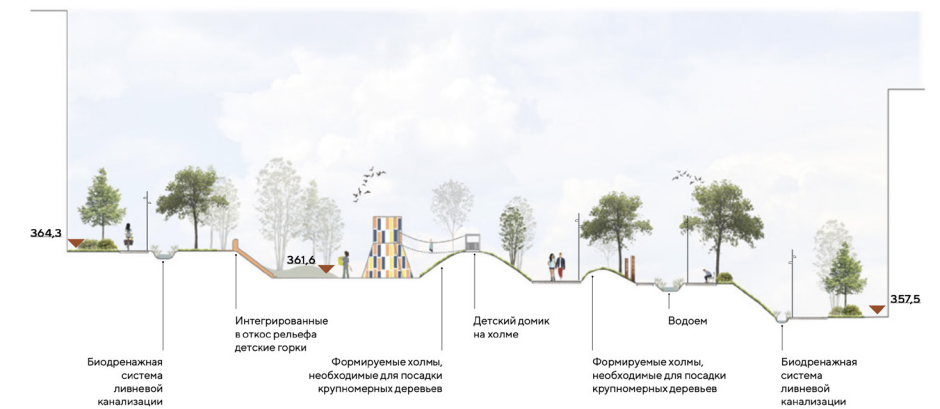 364,3
361,6
357,5
Интегрированные
в откос рельефа
детские горки
Детский домик
на холме
Водоем
Биодренажная
система
ливневой
канализации
Формируемые холмы,
необходимые для посадки
крупномерных деревьев
Формируемые холмы,
необходимые для посадки
крупномерных деревьев
Биодренажная
система
ливневой
канализации